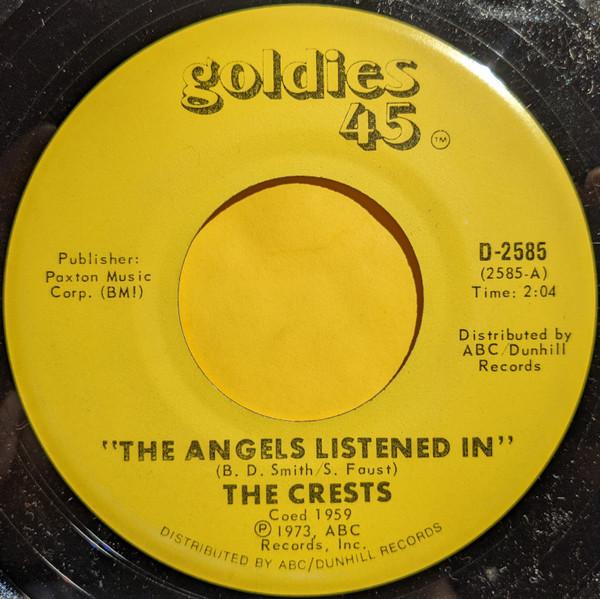 goldies
45 TM
Publisher:
Paxton Music
Corp. (BM!)
D-2585
(2585-A)
Time: 2:04
Distributed by
ABC/Dunhill
Records
"THE ANGELS LISTENED IN"
(B. D. Smith/S. Faust)
THE CRESTS
Coed 1959
℗ 1973, ABC
Records, Inc.
DISTRIBUTED BY ABC/DUNHILL RECORDS